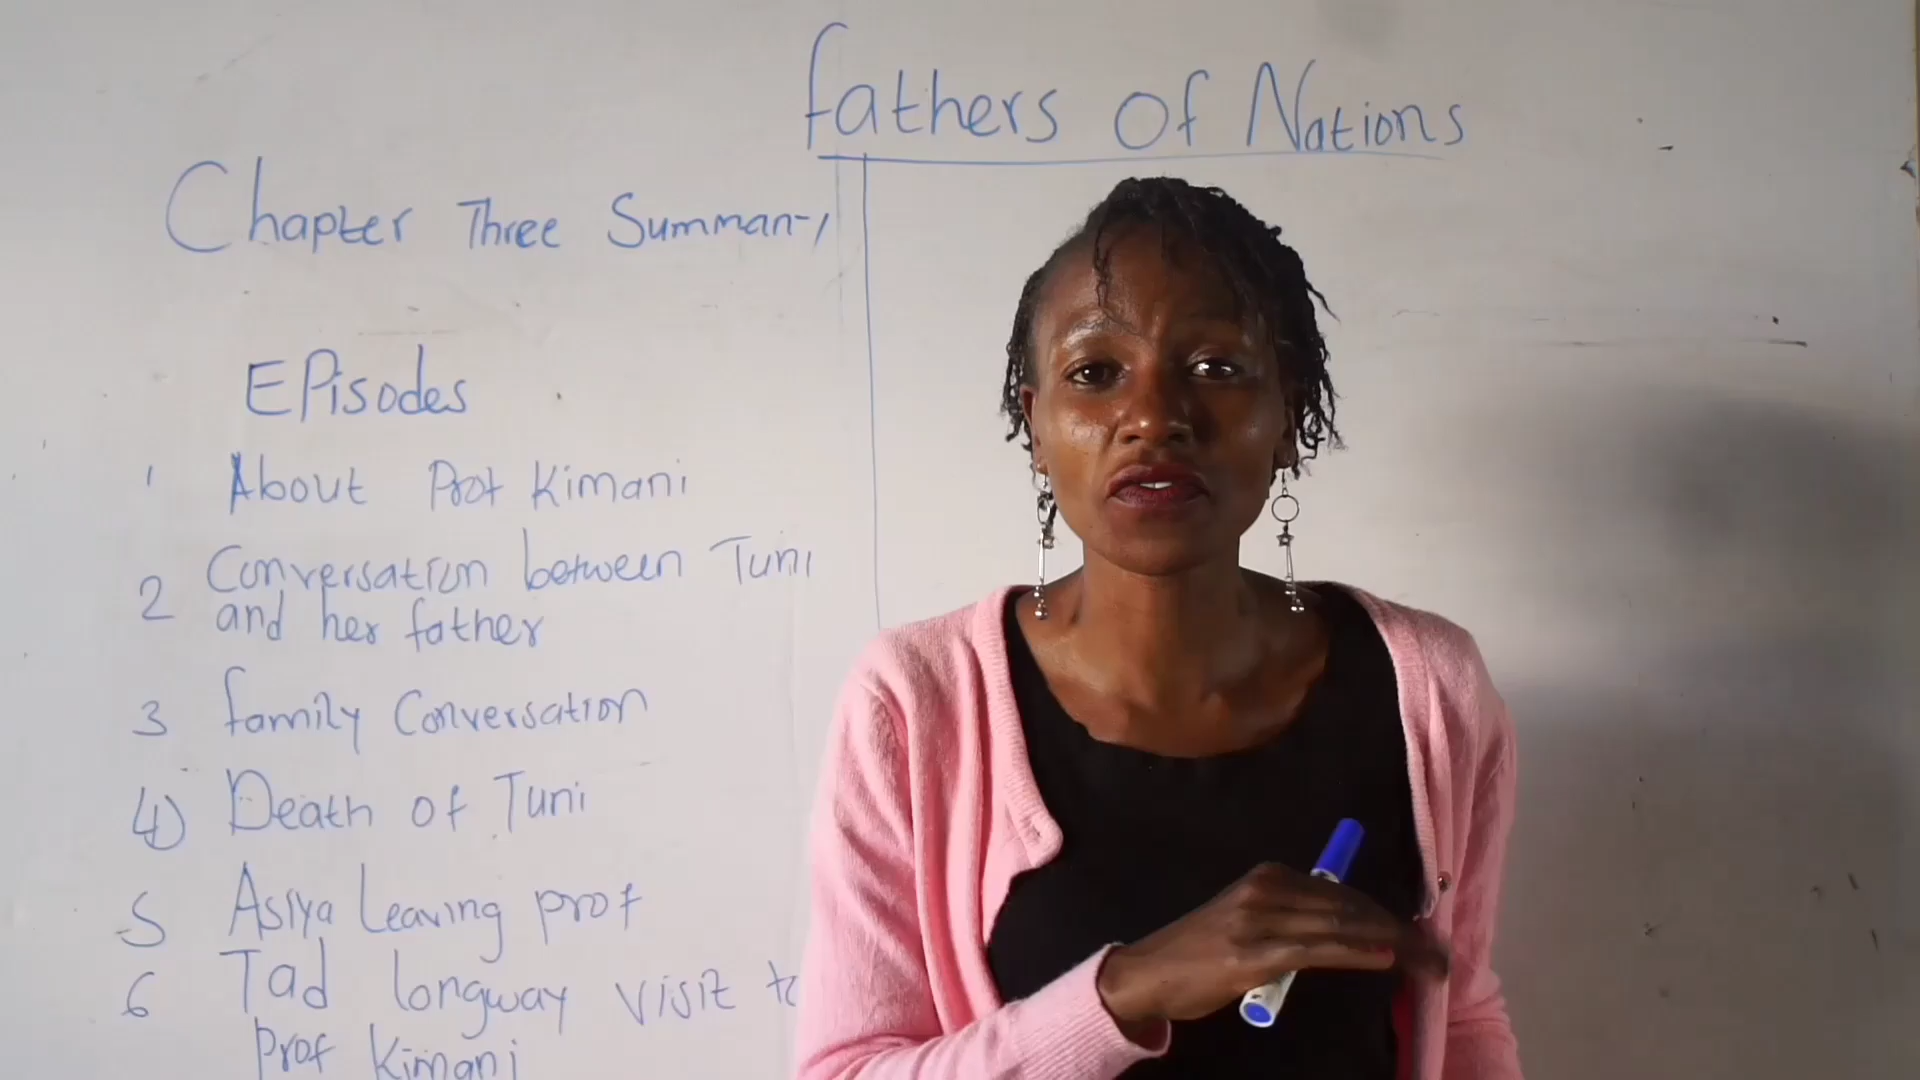 Fathers Of Nations
Chapter Three Summary
Episodes
1 About Prof Kimani
2 Conversation between Tuni
and her father
3 Family Conversation
4) Death of Tuni
5 Asiya Leaving prof
6 Tad longway visit to
Prof Kimani